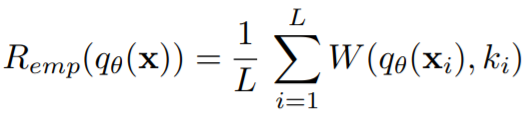 R_{emp}(q_θ(𝐱)) = \frac{1}{L} \sum_{i=1}^{L} W(q_θ(𝐱_i), k_i)